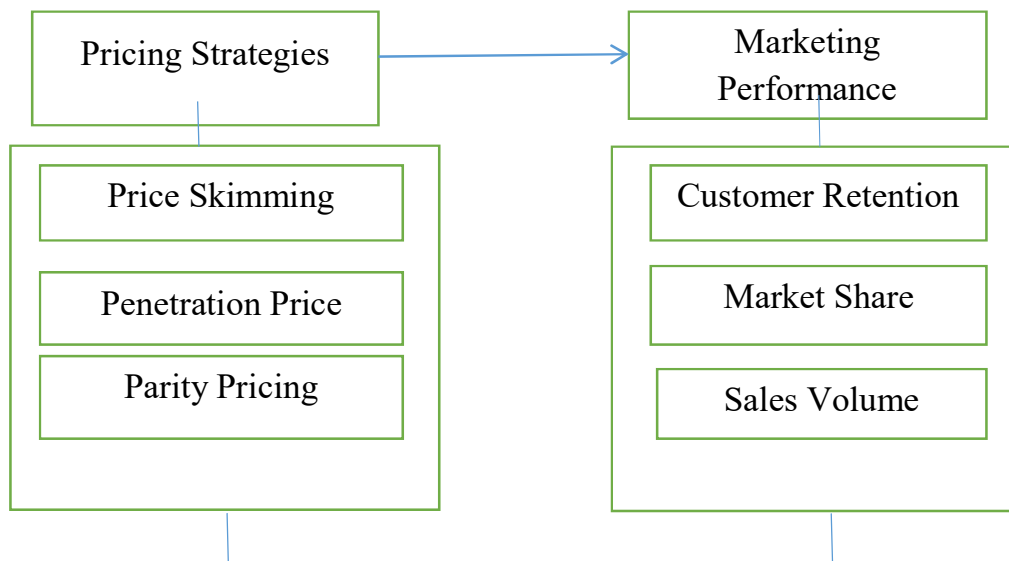 Pricing Strategies
Marketing
Performance
Price Skimming
Penetration Price
Parity Pricing
Customer Retention
Market Share
Sales Volume